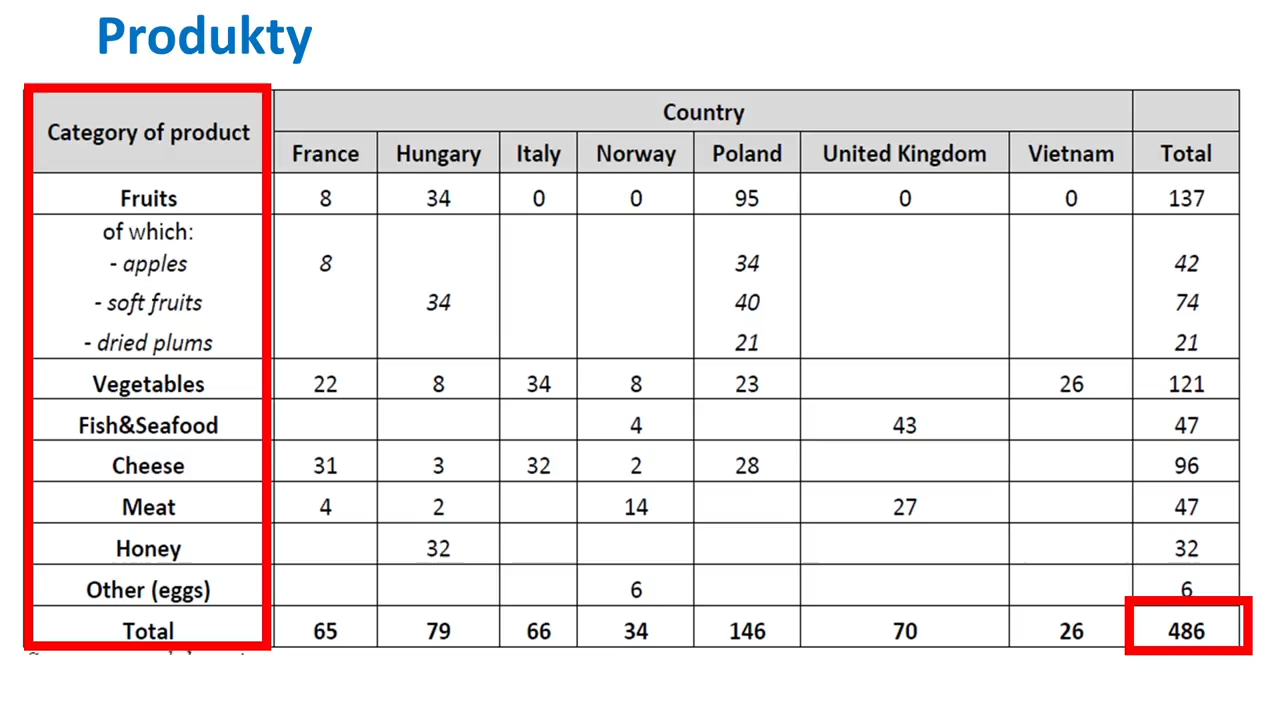 Produkty
Category of product Country
France Hungary Italy Norway Poland United Kingdom Vietnam Total
Fruits 8 34 0 0 95 0 0 137
of which:
- apples 8 34 42
- soft fruits 34 40 74
- dried plums 21 21
Vegetables 22 8 34 8 23 26 121
Fish&Seafood 4 43 47
Cheese 31 3 32 2 28 96
Meat 4 2 14 27 47
Honey 32 32
Other (eggs) 6 6
Total 65 79 66 34 146 70 26 486